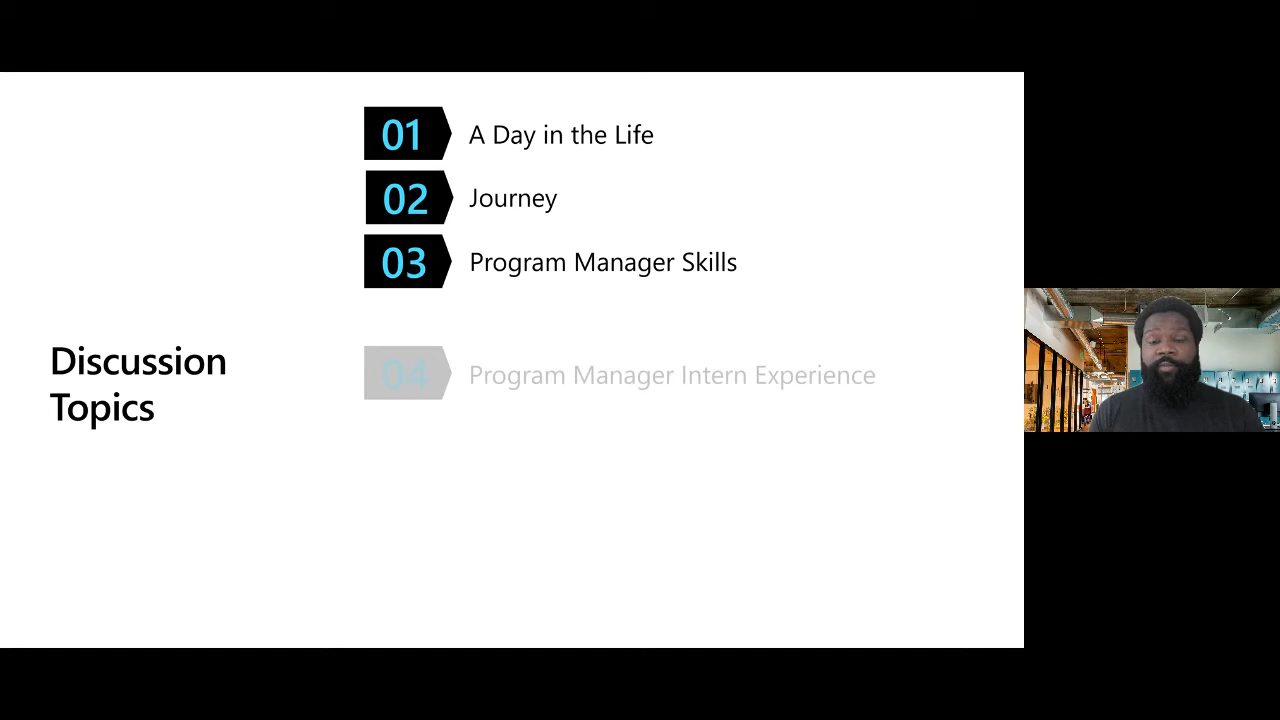 01 A Day in the Life
02 Journey
03 Program Manager Skills
04 Program Manager Intern Experience
Discussion
Topics